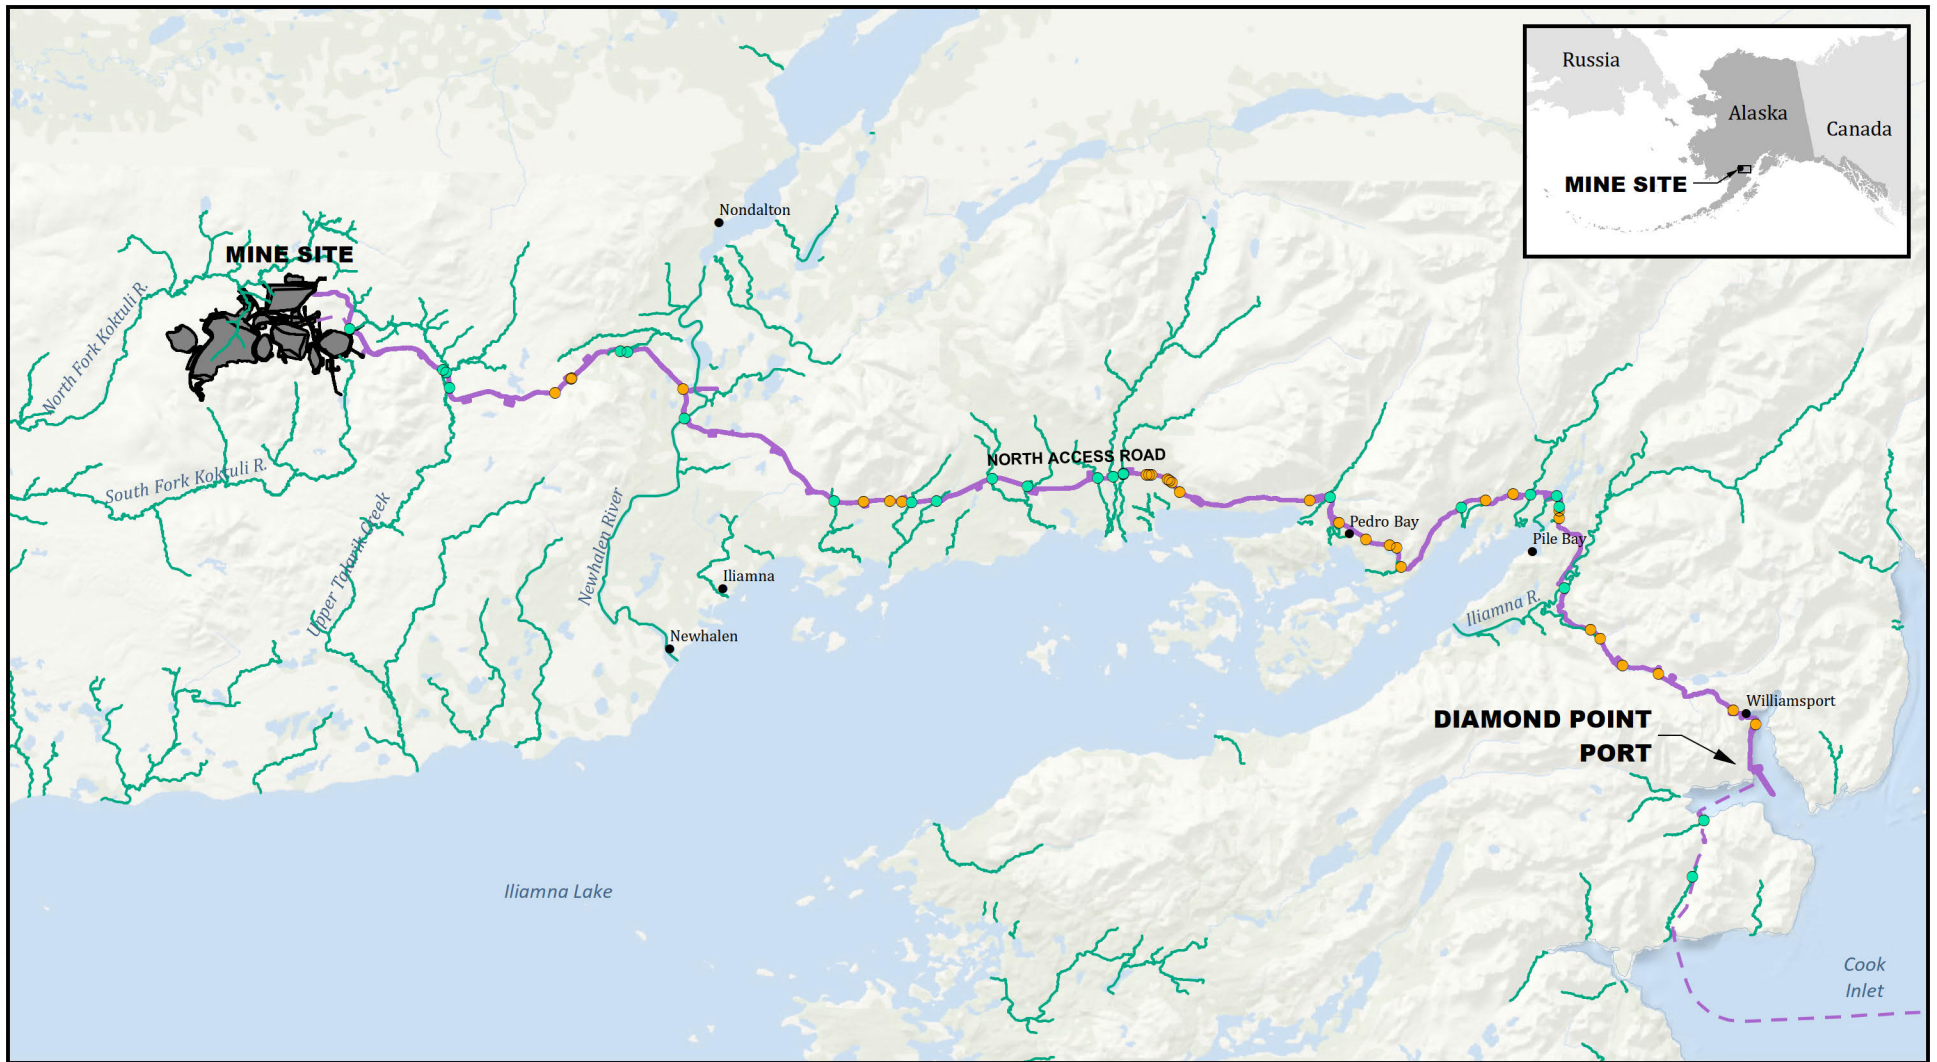 Russia
Alaska
Canada
MINE SITE
Nondalton
MINE SITE
North Fork Koktuli R.
South Fork Koktuli R.
Upper Talarik Creek
Newhalen River
NORTH ACCESS ROAD
Pedro Bay
Pile Bay
Iliamna
Iliamna R.
Newhalen
Williamsport
DIAMOND POINT
PORT
Iliamna Lake
Cook
Inlet